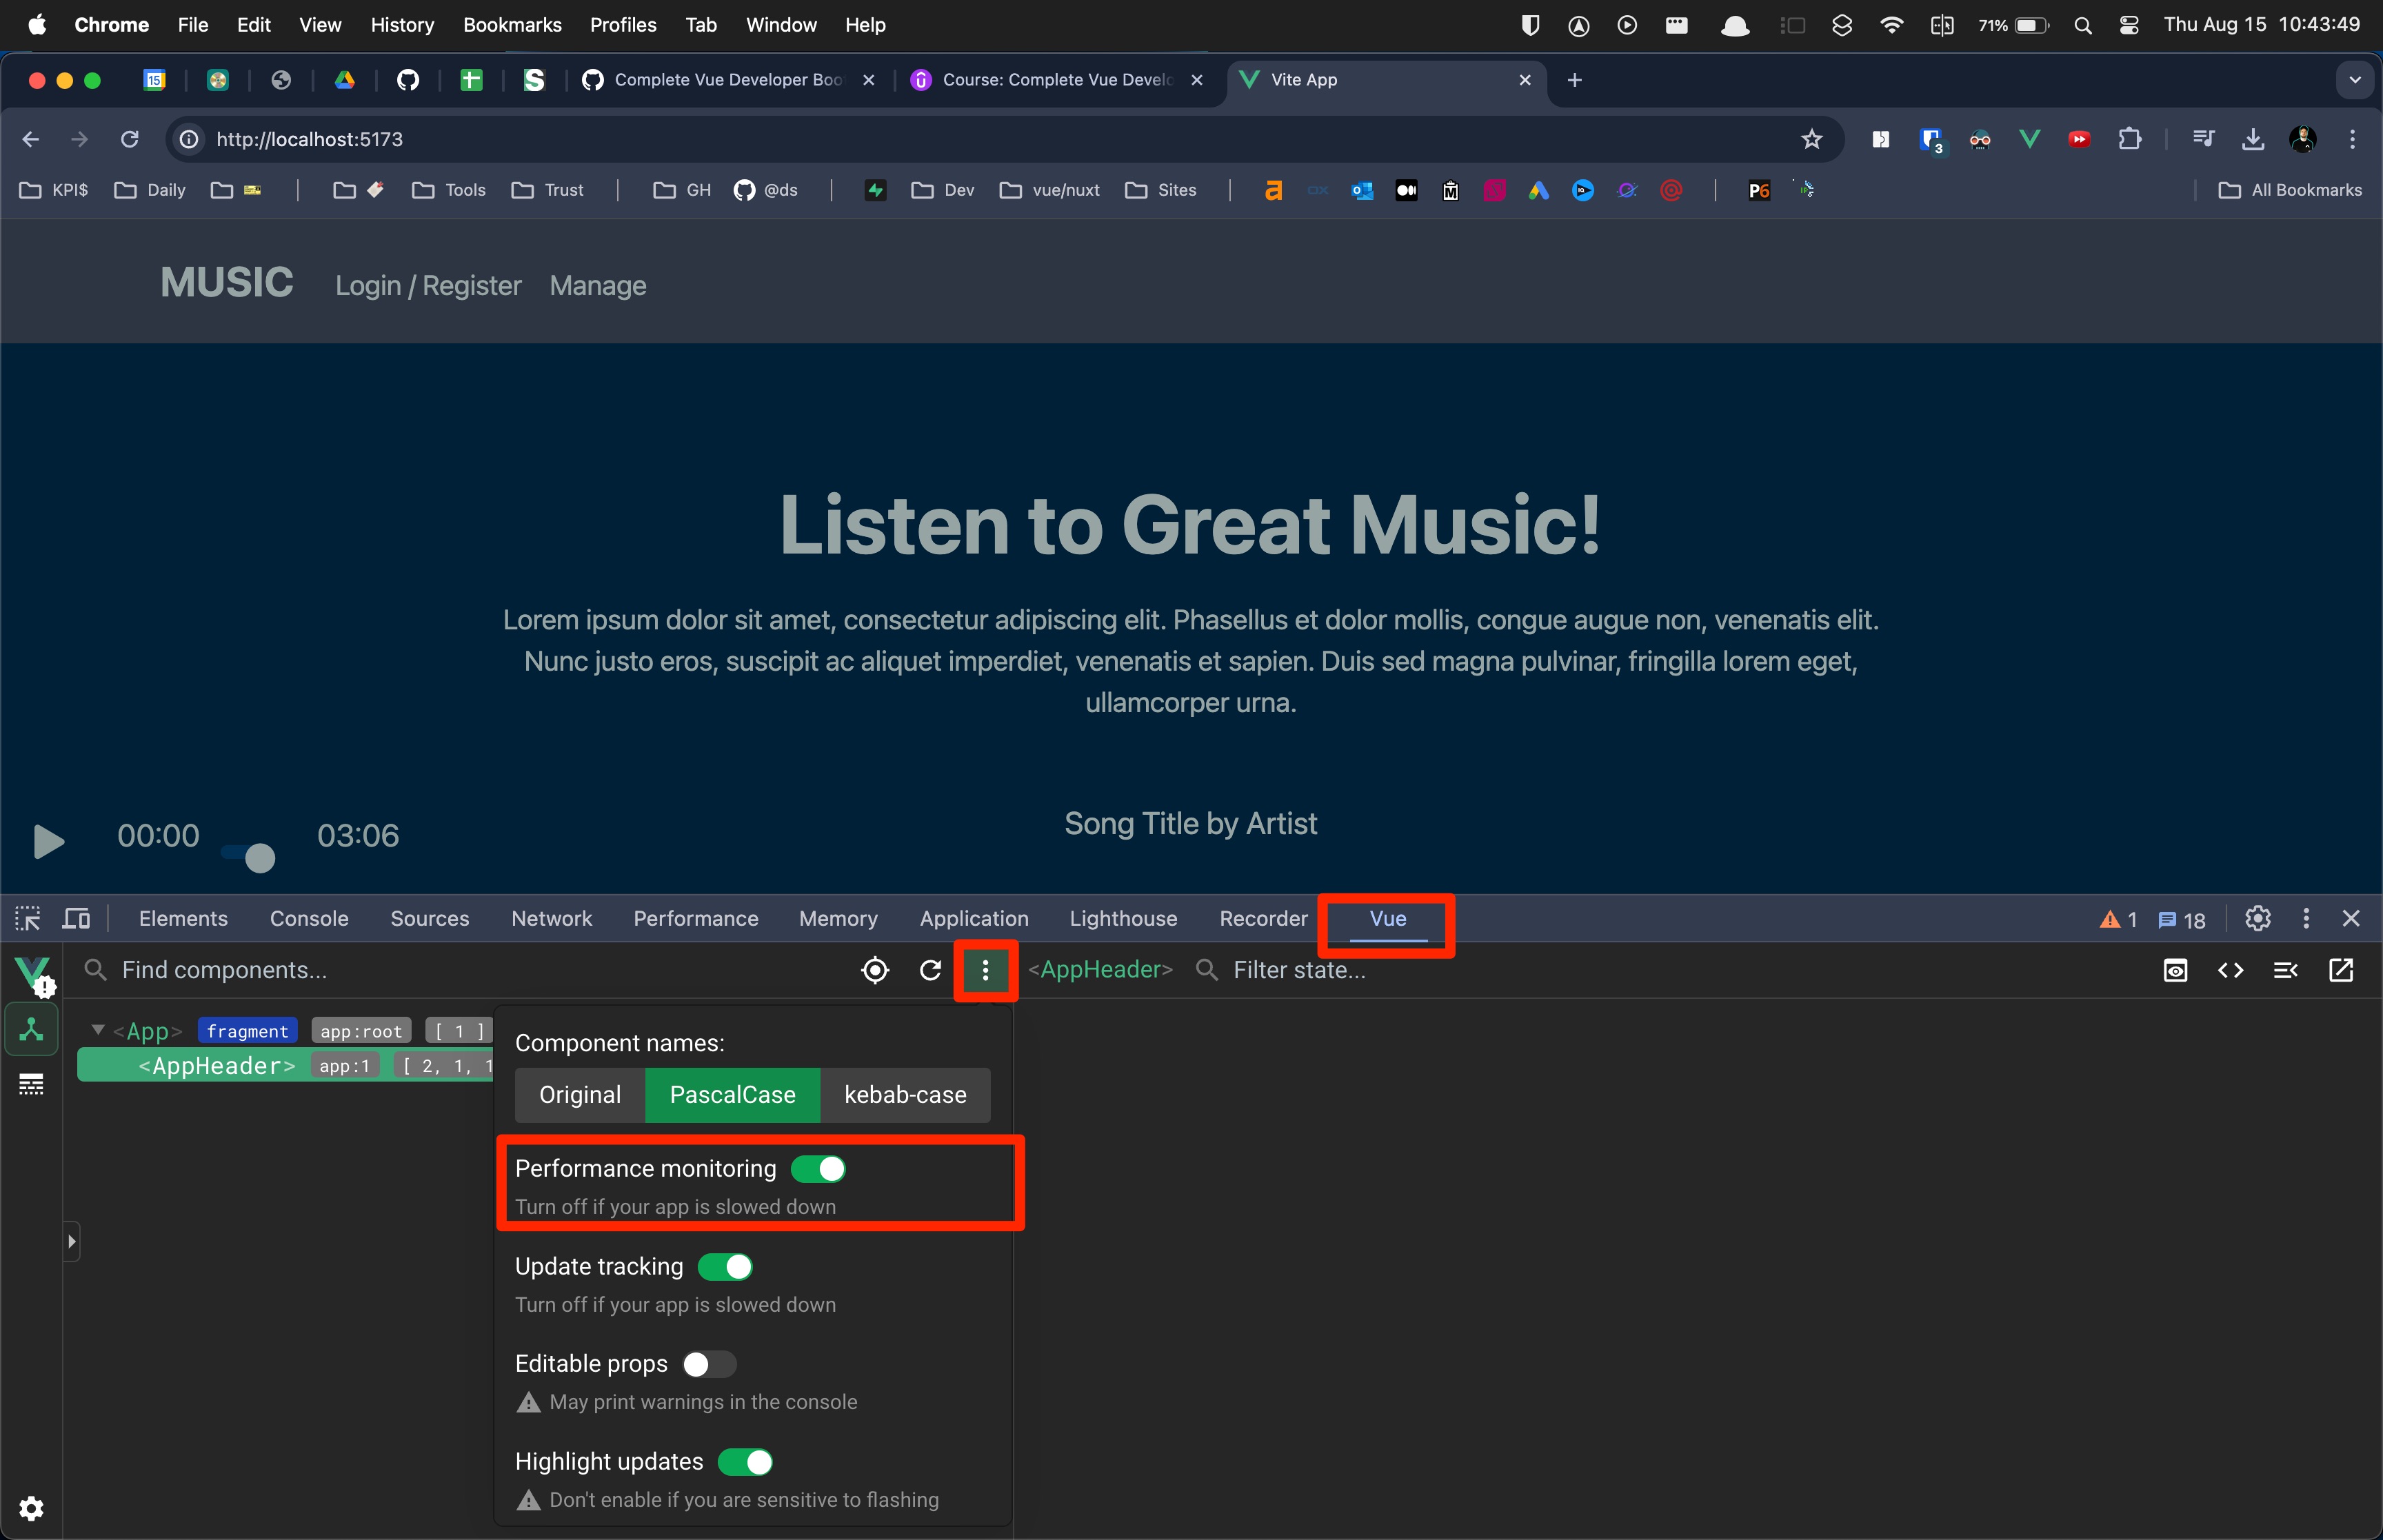 Chrome File Edit View History Bookmarks Profiles Tab Window Help 71% Thu Aug 15 10:43:49
15 Complete Vue Developer Boo Course: Complete Vue Develo Vite App
http://localhost:5173 3
KPI$ Daily Tools Trust GH @ds Dev vue/nuxt Sites P6 All Bookmarks
MUSIC Login / Register Manage
Listen to Great Music!
Lorem ipsum dolor sit amet, consectetur adipiscing elit. Phasellus et dolor mollis, congue augue non, venenatis elit.
Nunc justo eros, suscipit ac aliquet imperdiet, venenatis et sapien. Duis sed magna pulvinar, fringilla lorem eget,
ullamcorper urna.
Song Title by Artist
00:00 03:06
Elements Console Sources Network Performance Memory Application Lighthouse Recorder Vue 1 18
Find components... <AppHeader> Filter state...
<App> fragment app:root [ 1 ]
<AppHeader> app:1 [ 2, 1, 1
Component names:
Original PascalCase kebab-case
Performance monitoring
Turn off if your app is slowed down
Update tracking
Turn off if your app is slowed down
Editable props
May print warnings in the console
Highlight updates
Don't enable if you are sensitive to flashing